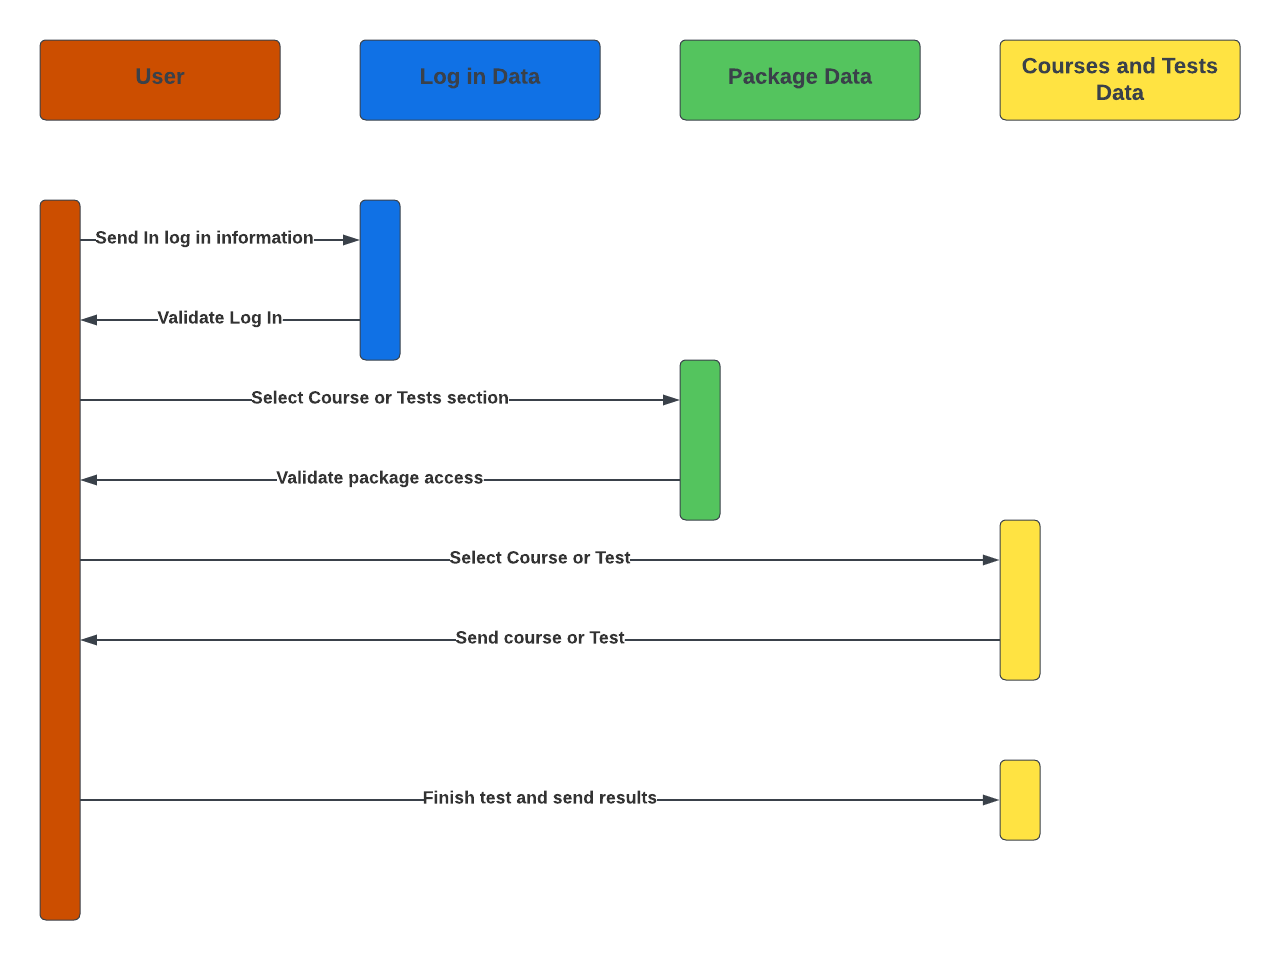 User
Log in Data
Package Data
Courses and Tests
Data
Send In log in information
Validate Log In
Select Course or Tests section
Validate package access
Select Course or Test
Send course or Test
Finish test and send results